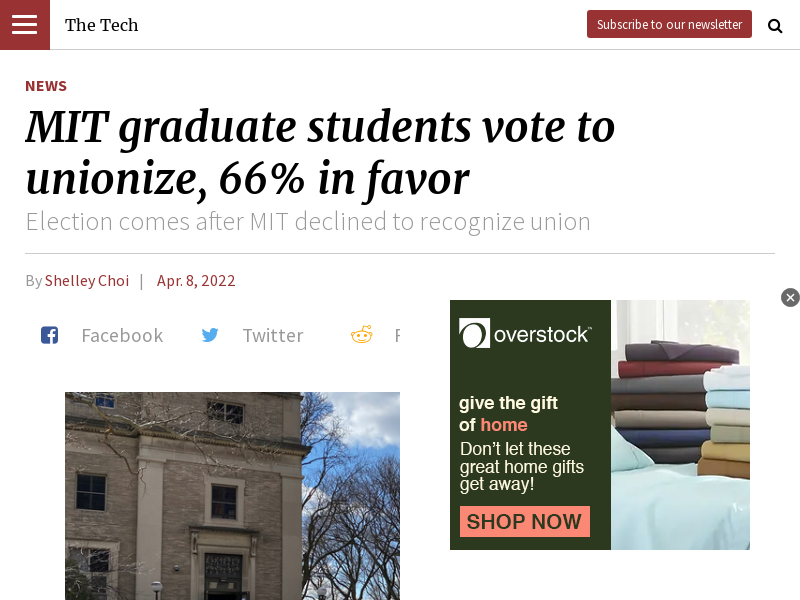 The Tech
Subscribe to our newsletter
NEWS
MIT graduate students vote to
unionize, 66% in favor
Election comes after MIT declined to recognize union
By Shelley Choi | Apr. 8, 2022
Facebook
Twitter
overstock™
give the gift
of home
Don't let these
great home gifts
get away!
SHOP NOW